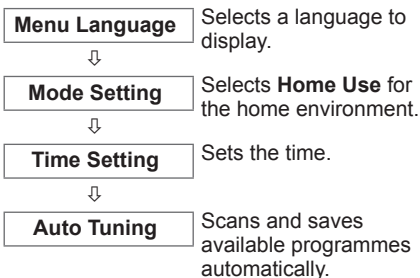 Menu Language
Selects a language to
display.
⇩
Mode Setting
Selects Home Use for
the home environment.
⇩
Time Setting
Sets the time.
⇩
Auto Tuning
Scans and saves
available programmes
automatically.